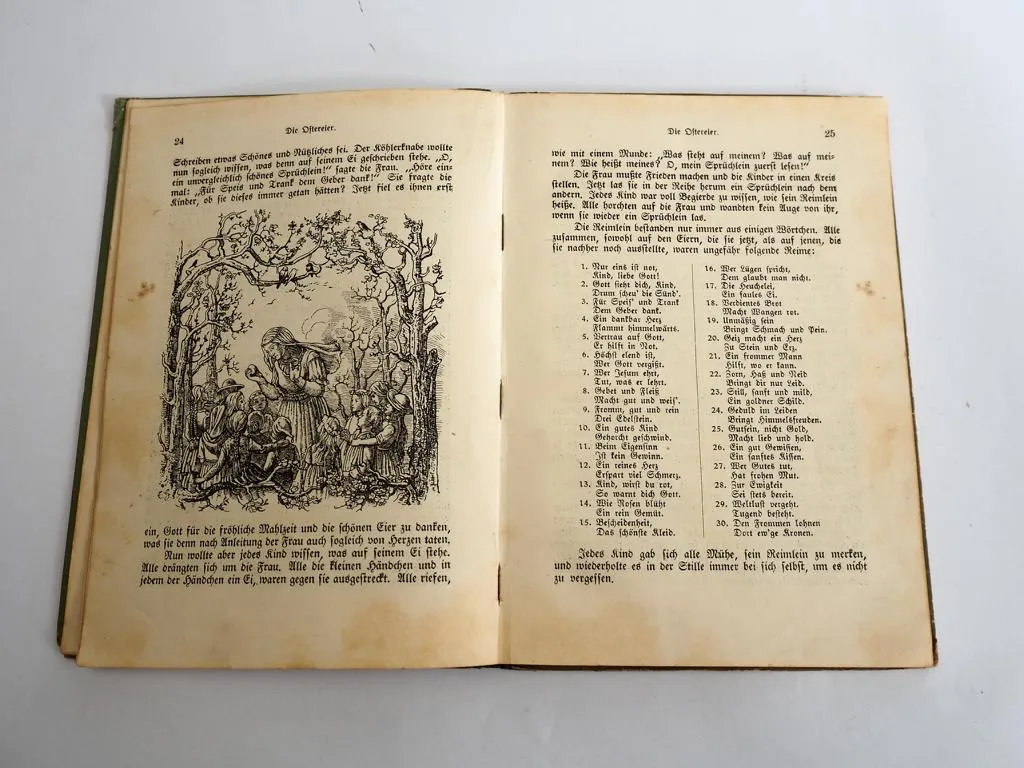 24
Die Ostereier.
Schreiben etwas Schönes und Nützliches sei. Der Köhlerknabe wollte
nun sogleich wissen, was denn auf seinem Ei geschrieben stehe. „O,
ein unvergleichlich schönes Sprüchlein!“ sagte die Frau. „Höre ein-
mal: „Für Speis und Trank dem Geber dank!“ Sie fragte die
Kinder, ob sie dieses immer getan hätten? Jetzt fiel es ihnen erst
ein, Gott für die fröhliche Mahlzeit und die schönen Eier zu danken,
was sie denn nach Anleitung der Frau auch sogleich von Herzen taten.
Nun wollte aber jedes Kind wissen, was auf seinem Ei stehe.
Alle drängten sich um die Frau. Alle die kleinen Händchen und in
jedem der Händchen ein Ei, waren gegen sie ausgestreckt. Alle riefen,
Die Ostereier.
25
wie mit einem Munde: „Was steht auf meinem? Was auf mei-
nem? Wie heißt meines? O, mein Sprüchlein zuerst lesen!“
Die Frau mußte Frieden machen und die Kinder in einen Kreis
stellen. Jetzt las sie in der Reihe herum ein Sprüchlein nach dem
andern. Jedes Kind war voll Begierde zu wissen, wie sein Reimlein
heiße. Alle horchten auf die Frau und wandten kein Auge von ihr,
wenn sie wieder ein Sprüchlein las.
Die Reimlein bestanden nur immer aus einigen Wörtchen. Alle
zusammen, sowohl auf den Eiern, die sie jetzt, als auf jenen, die
sie nachher noch austeilte, waren ungefähr folgende Reime:
1. Nur eins ist not,
Kind, liebe Gott!
2. Gott sieht dich, Kind,
Drum scheu' die Sünd'.
3. Für Speis' und Trank
Dem Geber dank.
4. Ein dankbar Herz
Flammt himmelwärts.
5. Vertrau auf Gott,
Er hilft in Not.
6. Höchst elend ist,
Wer Gott vergißt.
7. Wer Jesum ehrt,
Tut, was er lehrt.
8. Gebet und Fleiß
Macht gut und weis'.
9. Fromm, gut und rein
Drei Edelstein.
10. Ein gutes Kind
Gehorcht geschwind.
11. Beim Eigensinn
Ist kein Gewinn.
12. Ein reines Herz
Erspart viel Schmerz.
13. Kind, wirst du rot,
So warnt dich Gott.
14. Wie Rosen blüht
Ein rein Gemüt.
15. Bescheidenheit,
Das schönste Kleid.
16. Wer Lügen spricht,
Dem glaubt man nicht.
17. Die Heuchelei,
Ein faules Ei.
18. Verdientes Brot
Macht Wangen rot.
19. Unmäßig sein
Bringt Schmach und Pein.
20. Geiz macht ein Herz
Zu Stein und Erz.
21. Ein frommer Mann
Hilft, wo er kann.
22. Zorn, Haß und Neid
Bringt dir nur Leid.
23. Still, sanft und mild,
Ein goldner Schild.
24. Geduld im Leiden
Bringt Himmelsfreuden.
25. Gutsein, nicht Gold,
Macht lieb und hold.
26. Ein gut Gewissen,
Ein sanftes Kissen.
27. Wer Gutes tut,
Hat frohen Mut.
28. Zur Ewigkeit
Sei stets bereit.
29. Weltlust vergeht,
Tugend besteht.
30. Den Frommen lohnen
Dort ew'ge Kronen.
Jedes Kind gab sich alle Mühe, sein Reimlein zu merken,
und wiederholte es in der Stille immer bei sich selbst, um es nicht
zu vergessen.